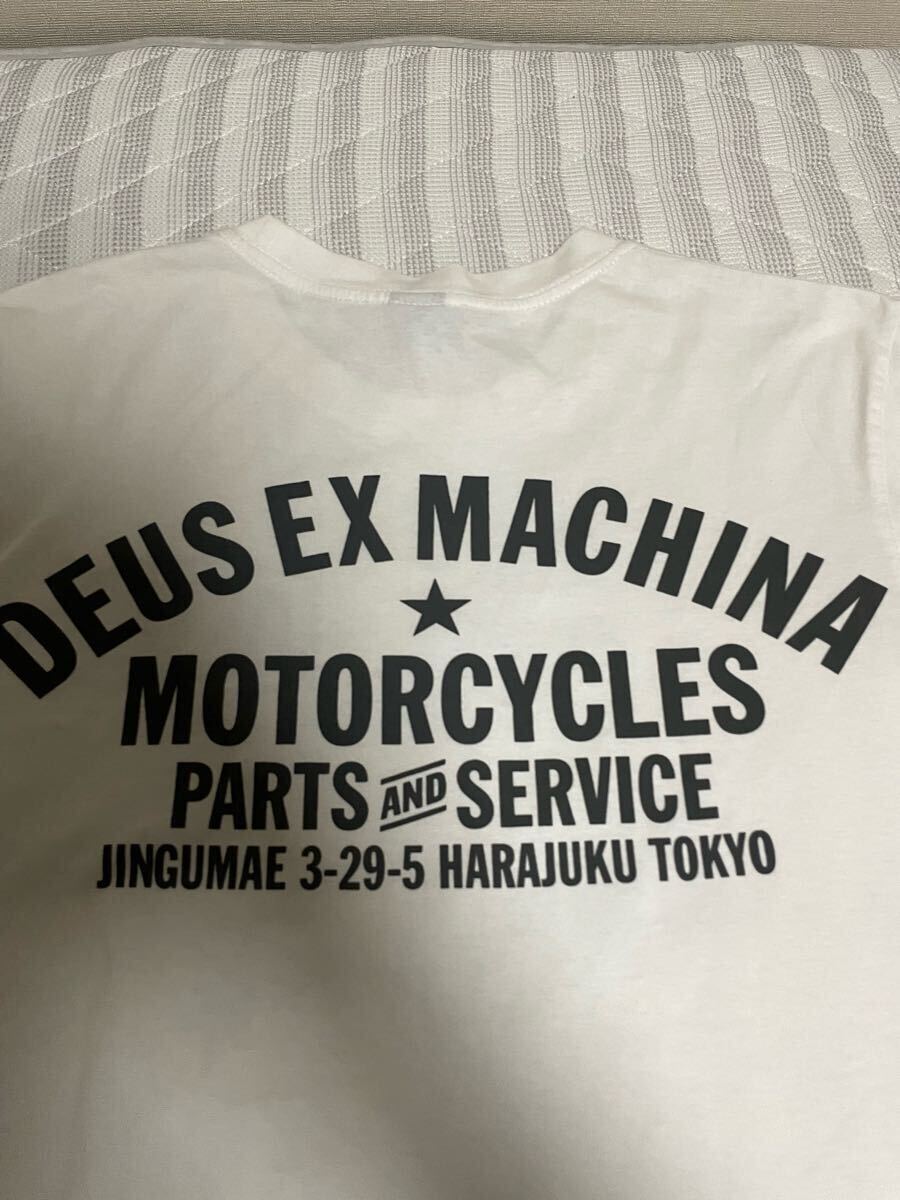 DEUS EX MACHINA
MOTORCYCLES
PARTS AND SERVICE
JINGUMAE 3-29-5 HARAJUKU TOKYO